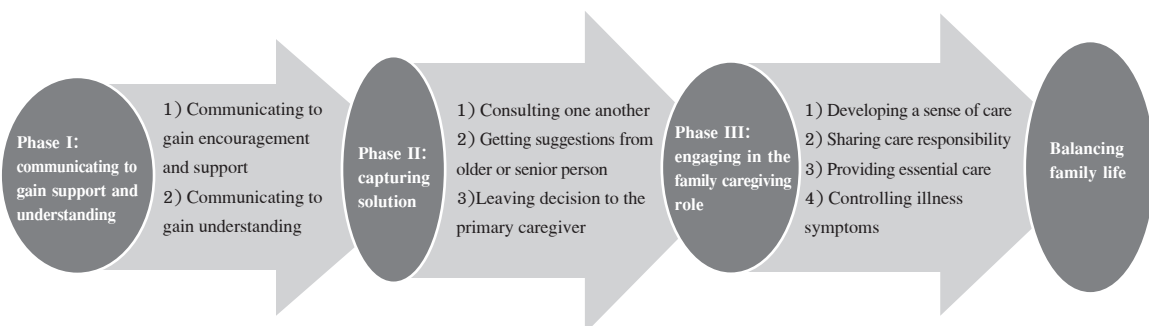 Phase I:
communicating to
gain support and
understanding
1) Communicating to
gain encouragement
and support
2) Communicating to
gain understanding
Phase II:
capturing
solution
1) Consulting one another
2) Getting suggestions from
older or senior person
3)Leaving decision to the
primary caregiver
Phase III:
engaging in the
family caregiving
role
1) Developing a sense of care
2) Sharing care responsibility
3) Providing essential care
4) Controlling illness
symptoms
Balancing
family life